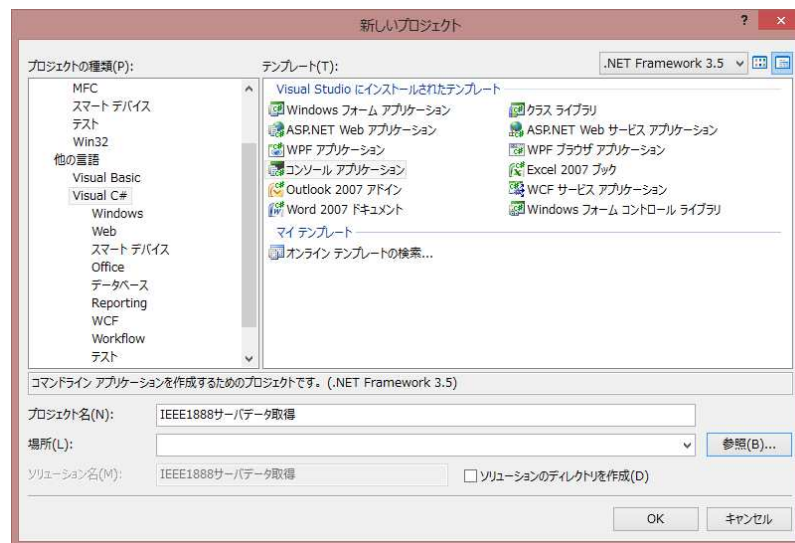 新しいプロジェクト
? ×
プロジェクトの種類(P):
テンプレート(T):
.NET Framework 3.5
MFC
スマート デバイス
テスト
Win32
他の言語
Visual Basic
Visual C#
Windows
Web
スマート デバイス
Office
データベース
Reporting
WCF
Workflow
テスト
Visual Studio にインストールされたテンプレート
Windows フォーム アプリケーション
クラス ライブラリ
ASP.NET Web アプリケーション
ASP.NET Web サービス アプリケーション
WPF アプリケーション
WPF ブラウザ アプリケーション
コンソール アプリケーション
Excel 2007 ブック
Outlook 2007 アドイン
WCF サービス アプリケーション
Word 2007 ドキュメント
Windows フォーム コントロール ライブラリ
マイ テンプレート
オンライン テンプレートの検索...
コマンドライン アプリケーションを作成するためのプロジェクトです。(.NET Framework 3.5)
プロジェクト名(N):
IEEE1888サーバデータ取得
場所(L):
参照(B)...
ソリューション名(M):
IEEE1888サーバデータ取得
ソリューションのディレクトリを作成(D)
OK
キャンセル